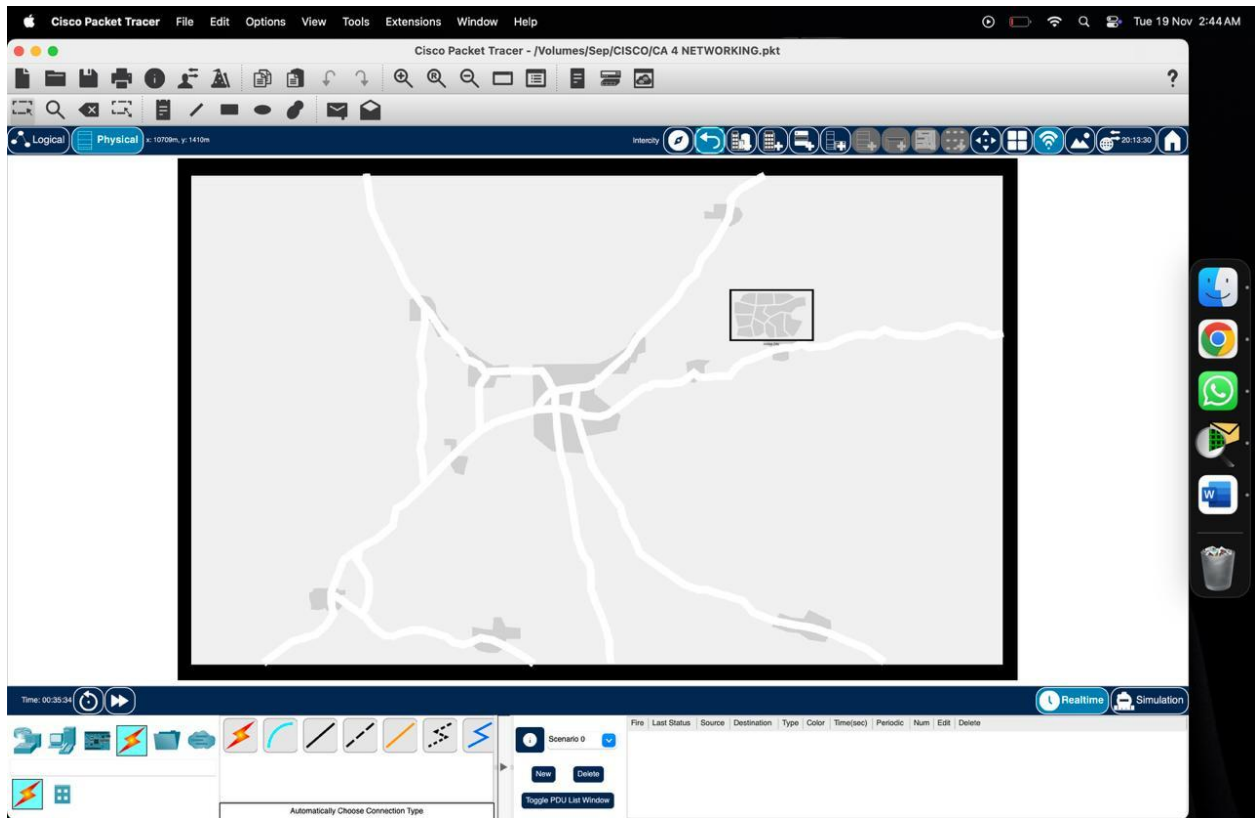 Cisco Packet Tracer File Edit Options View Tools Extensions Window Help Tue 19 Nov 2:44 AM
Cisco Packet Tracer - /Volumes/Sep/CISCO/CA 4 NETWORKING.pkt
?
Logical Physical x: 10709m, y: 1410m Intercity 20:13:30
Time: 00:35:34 Realtime Simulation
Fire Last Status Source Destination Type Color Time(sec) Periodic Num Edit Delete
Scenario 0
New Delete
Toggle PDU List Window
Automatically Choose Connection Type